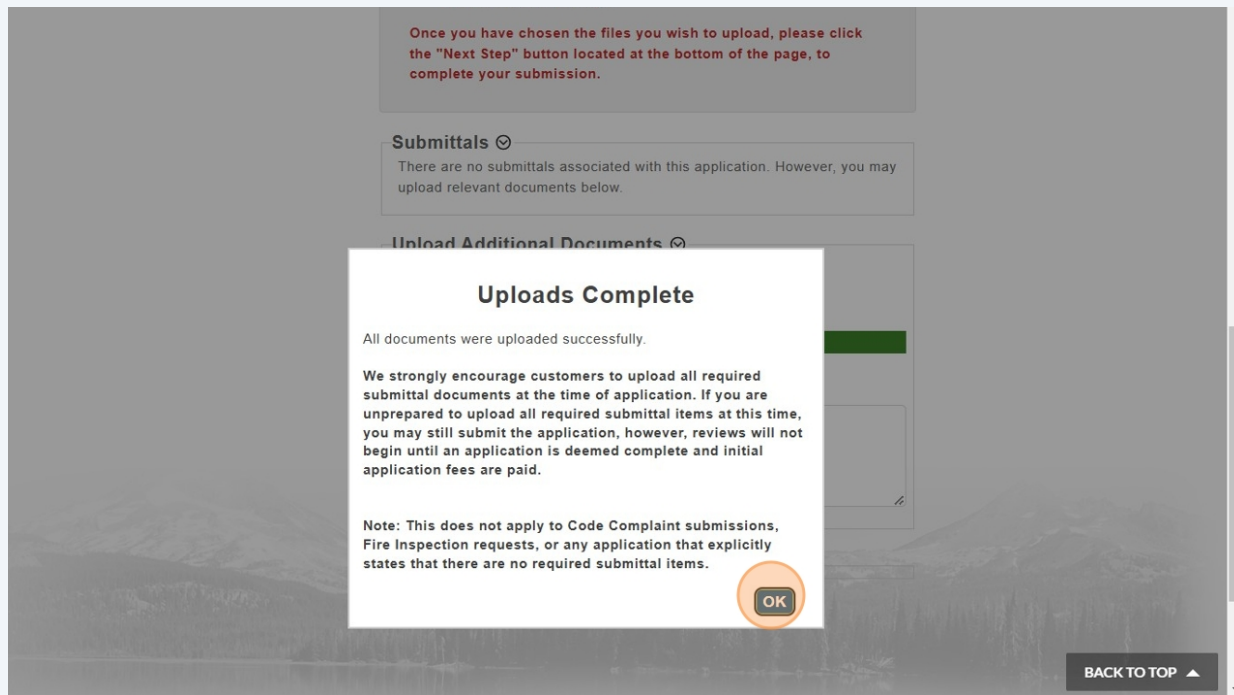 Once you have chosen the files you wish to upload, please click
the "Next Step" button located at the bottom of the page, to
complete your submission.
Submittals
There are no submittals associated with this application. However, you may
upload relevant documents below.
Upload Additional Documents
Uploads Complete
All documents were uploaded successfully.
We strongly encourage customers to upload all required
submittal documents at the time of application. If you are
unprepared to upload all required submittal items at this time,
you may still submit the application, however, reviews will not
begin until an application is deemed complete and initial
application fees are paid.
Note: This does not apply to Code Complaint submissions,
Fire Inspection requests, or any application that explicitly
states that there are no required submittal items.
OK
BACK TO TOP